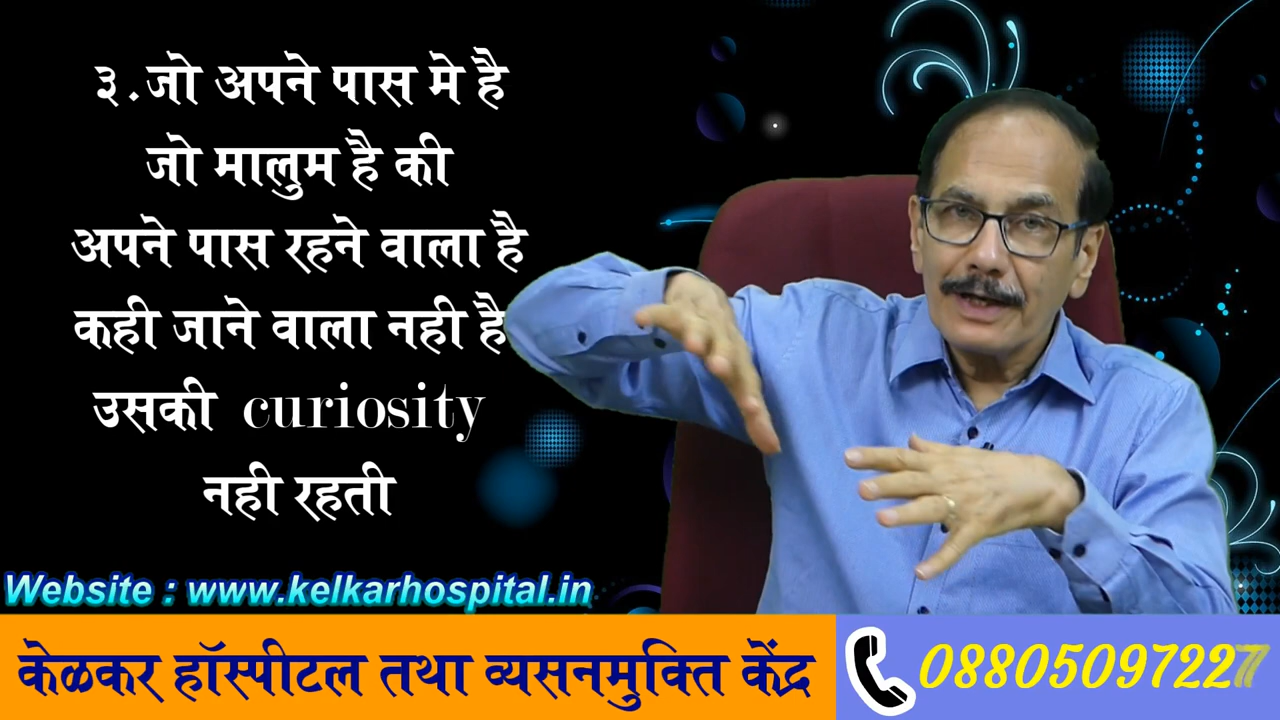 ३.जो अपने पास मे है
जो मालुम है की
अपने पास रहने वाला है
कही जाने वाला नही है
उसकी curiosity
नही रहती
Website : www.kelkarhospital.in
केळकर हॉस्पीटल तथा व्यसनमुक्ति केंद्र
08805097227